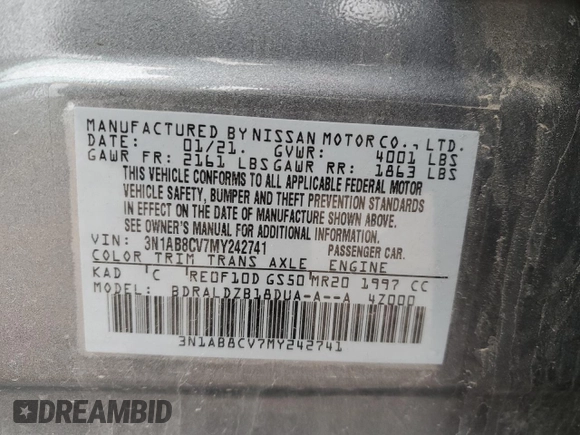 MANUFACTURED BY NISSAN MOTOR CO., LTD.
DATE: 01/21. GVWR: 4001 LBS
GAWR FR: 2161 LBS GAWR RR: 1863 LBS
THIS VEHICLE CONFORMS TO ALL APPLICABLE FEDERAL MOTOR
VEHICLE SAFETY, BUMPER AND THEFT PREVENTION STANDARDS
IN EFFECT ON THE DATE OF MANUFACTURE SHOWN ABOVE.
SEE OWNER'S MANUAL FOR ADDITIONAL INFORMATION.
VIN: 3N1AB8CV7MY242741 PASSENGER CAR.
COLOR TRIM TRANS AXLE ENGINE
KAD C RE0F10D GS50 MR20 1997 CC
MODEL: BDRALDZB18DUA-A--A 4Z000
3N1AB8CV7MY242741
DREAMBID